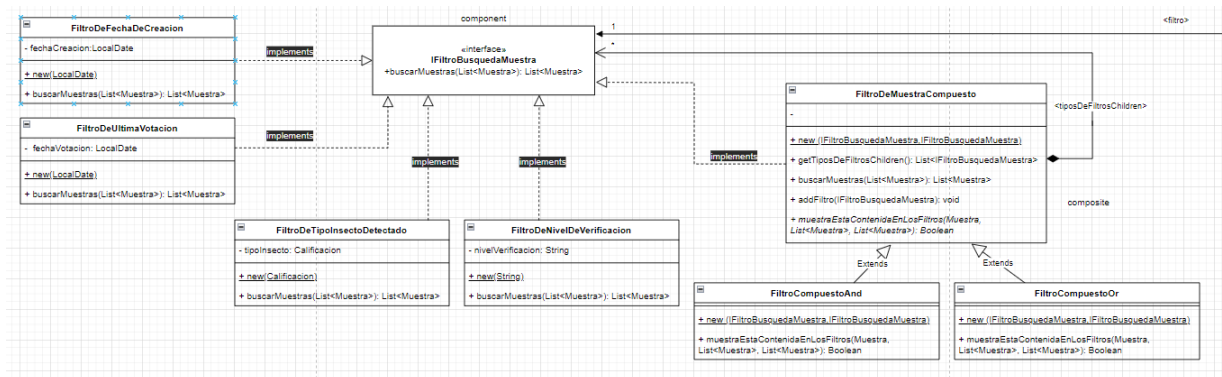 component
«interface»
IFiltroBusquedaMuestra
+buscarMuestras(List<Muestra>): List<Muestra>
1
*
<filtro>
FiltroDeFechaDeCreacion
- fechaCreacion:LocalDate
+ new(LocalDate)
+ buscarMuestras(List<Muestra>): List<Muestra>
implements
FiltroDeUltimaVotacion
- fechaVotacion: LocalDate
+ new(LocalDate)
+ buscarMuestras(List<Muestra>): List<Muestra>
implements
implements
implements
implements
FiltroDeTipoInsectoDetectado
- tipoInsecto: Calificacion
+ new(Calificacion)
+ buscarMuestras(List<Muestra>): List<Muestra>
FiltroDeNivelDeVerificacion
- nivelVerificacion: String
+ new(String)
+ buscarMuestras(List<Muestra>): List<Muestra>
FiltroDeMuestraCompuesto
-
+ new (IFiltroBusquedaMuestra,IFiltroBusquedaMuestra)
+ getTiposDeFiltrosChildren(): List<IFiltroBusquedaMuestra>
+ buscarMuestras(List<Muestra>): List<Muestra>
+ addFiltro(IFiltroBusquedaMuestra): void
+ muestraEstaContenidaEnLosFiltros(Muestra,
List<Muestra>, List<Muestra>): Boolean
<tiposDeFiltrosChildren>
composite
Extends
Extends
FiltroCompuestoAnd
+ new (IFiltroBusquedaMuestra,IFiltroBusquedaMuestra)
+ muestraEstaContenidaEnLosFiltros(Muestra,
List<Muestra>, List<Muestra>): Boolean
FiltroCompuestoOr
+ new (IFiltroBusquedaMuestra,IFiltroBusquedaMuestra)
+ muestraEstaContenidaEnLosFiltros(Muestra,
List<Muestra>, List<Muestra>): Boolean